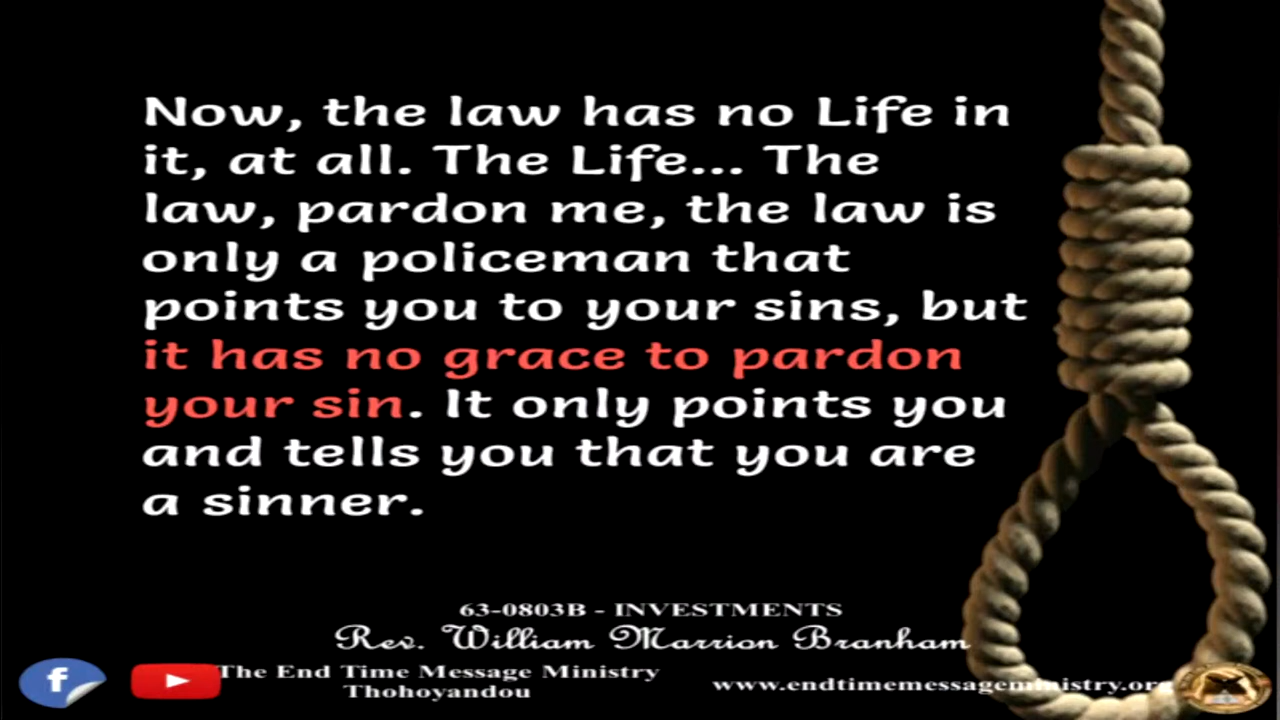 Now, the law has no Life in
it, at all. The Life... The
law, pardon me, the law is
only a policeman that
points you to your sins, but
it has no grace to pardon
your sin. It only points you
and tells you that you are
a sinner.
63-0803B - INVESTMENTS
Rev. William Marrion Branham
The End Time Message Ministry
Thohoyandou
www.endtimemessageministry.org